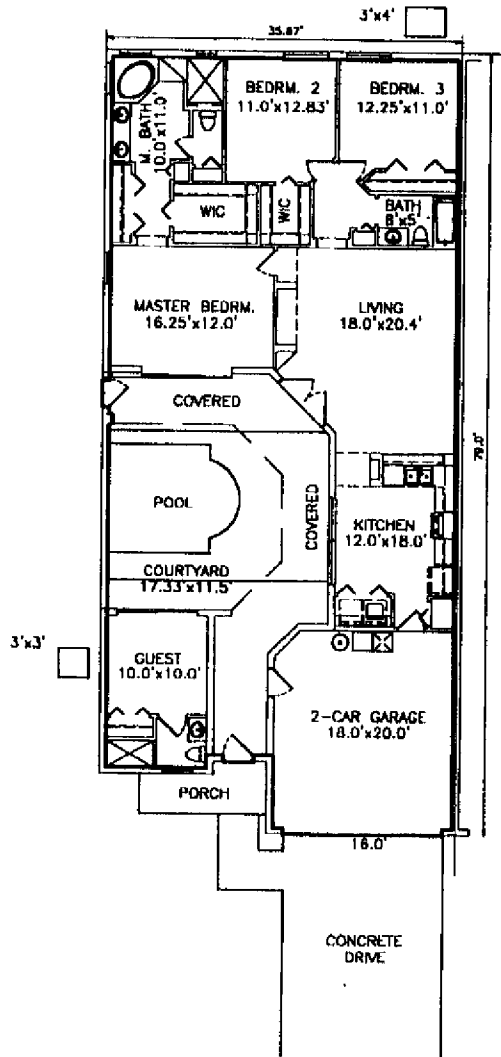 3'x4'
35.87'
BEDRM. 2
11.0'x12.83'
BEDRM. 3
12.25'x11.0'
M. BATH
10.0'x11.0'
WIC
WIC
BATH
8'x5'
MASTER BEDRM.
16.25'x12.0'
LIVING
18.0'x20.4'
COVERED
79.0'
POOL
COVERED
KITCHEN
12.0'x18.0'
COURTYARD
17.33'x11.5'
3'x3'
GUEST
10.0'x10.0'
2-CAR GARAGE
18.0'x20.0'
PORCH
16.0'
CONCRETE
DRIVE